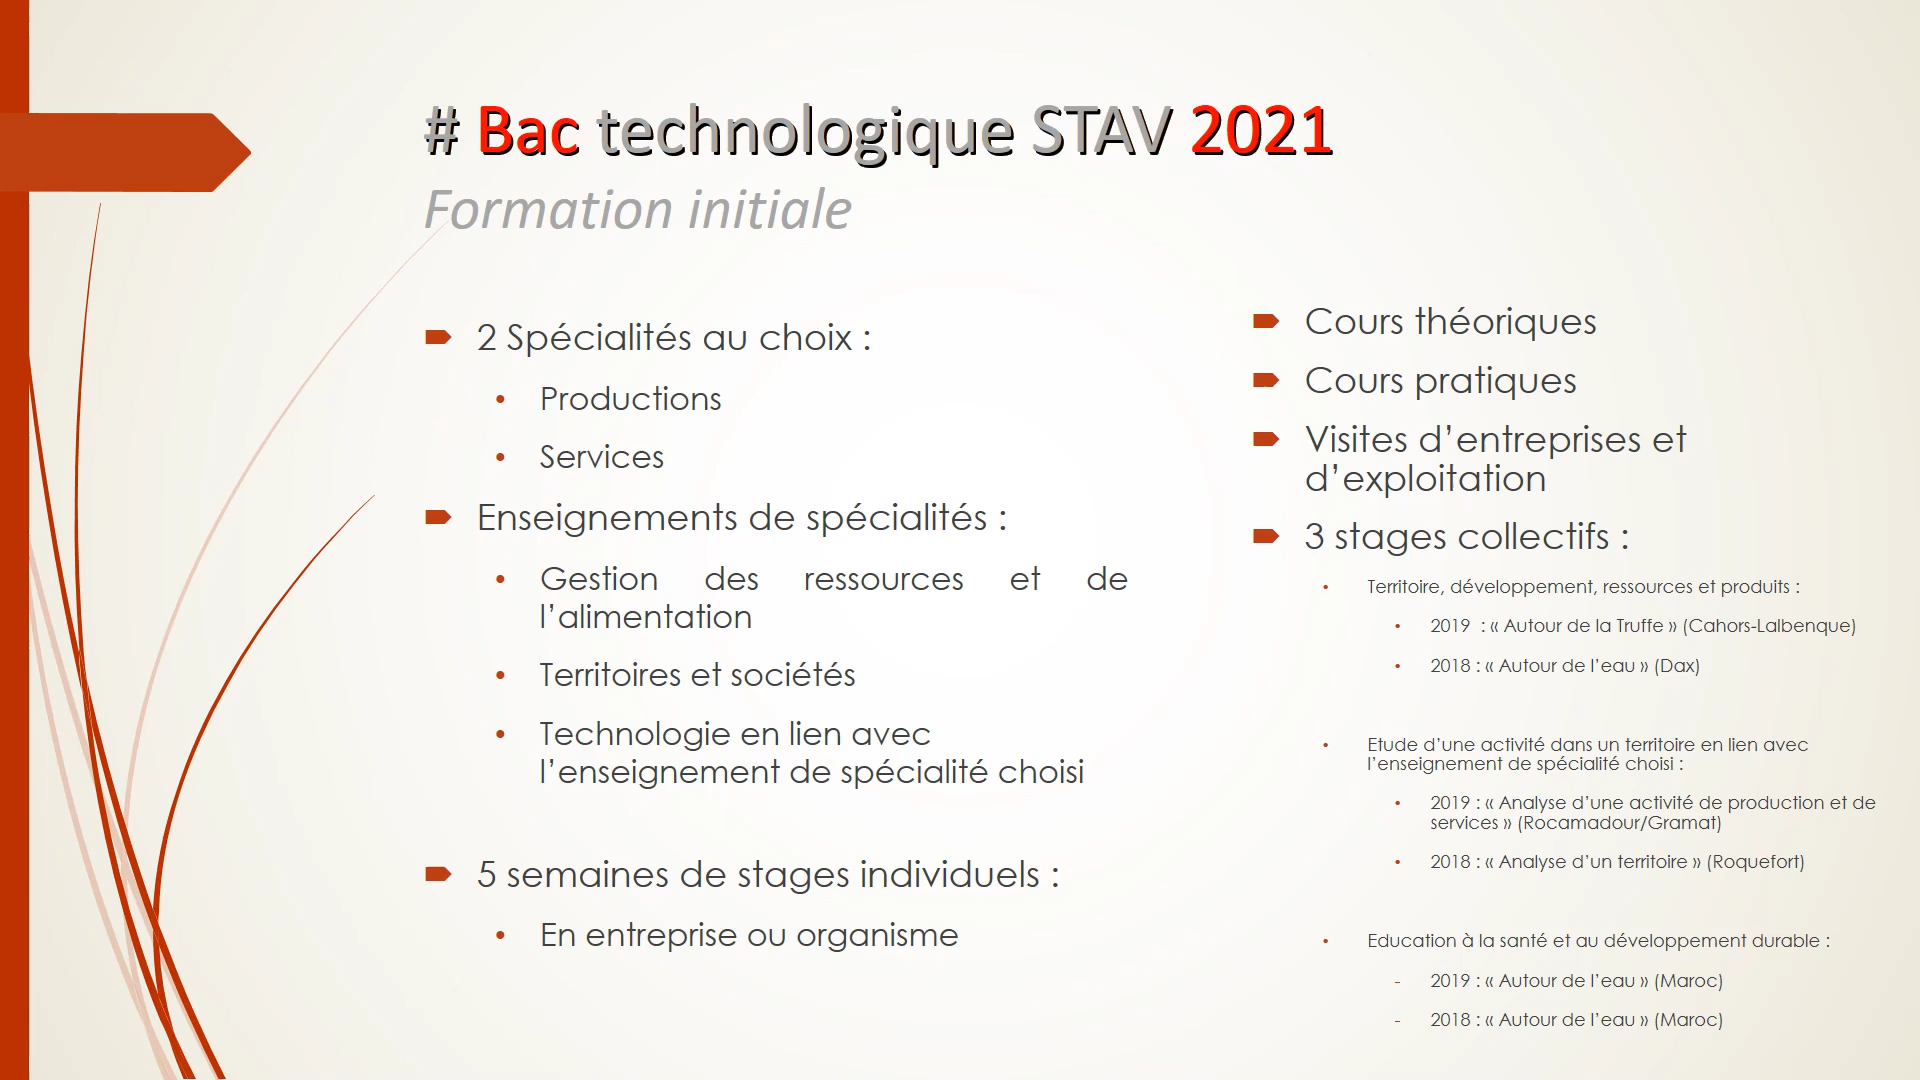 # Bac technologique STAV 2021
Formation initiale
2 Spécialités au choix :
Productions
Services
Enseignements de spécialités :
Gestion des ressources et de
l’alimentation
Territoires et sociétés
Technologie en lien avec
l’enseignement de spécialité choisi
5 semaines de stages individuels :
En entreprise ou organisme
Cours théoriques
Cours pratiques
Visites d’entreprises et
d’exploitation
3 stages collectifs :
Territoire, développement, ressources et produits :
2019 : « Autour de la Truffe » (Cahors-Lalbenque)
2018 : « Autour de l’eau » (Dax)
Etude d’une activité dans un territoire en lien avec
l’enseignement de spécialité choisi :
2019 : « Analyse d’une activité de production et de
services » (Rocamadour/Gramat)
2018 : « Analyse d’un territoire » (Roquefort)
Education à la santé et au développement durable :
- 2019 : « Autour de l’eau » (Maroc)
- 2018 : « Autour de l’eau » (Maroc)